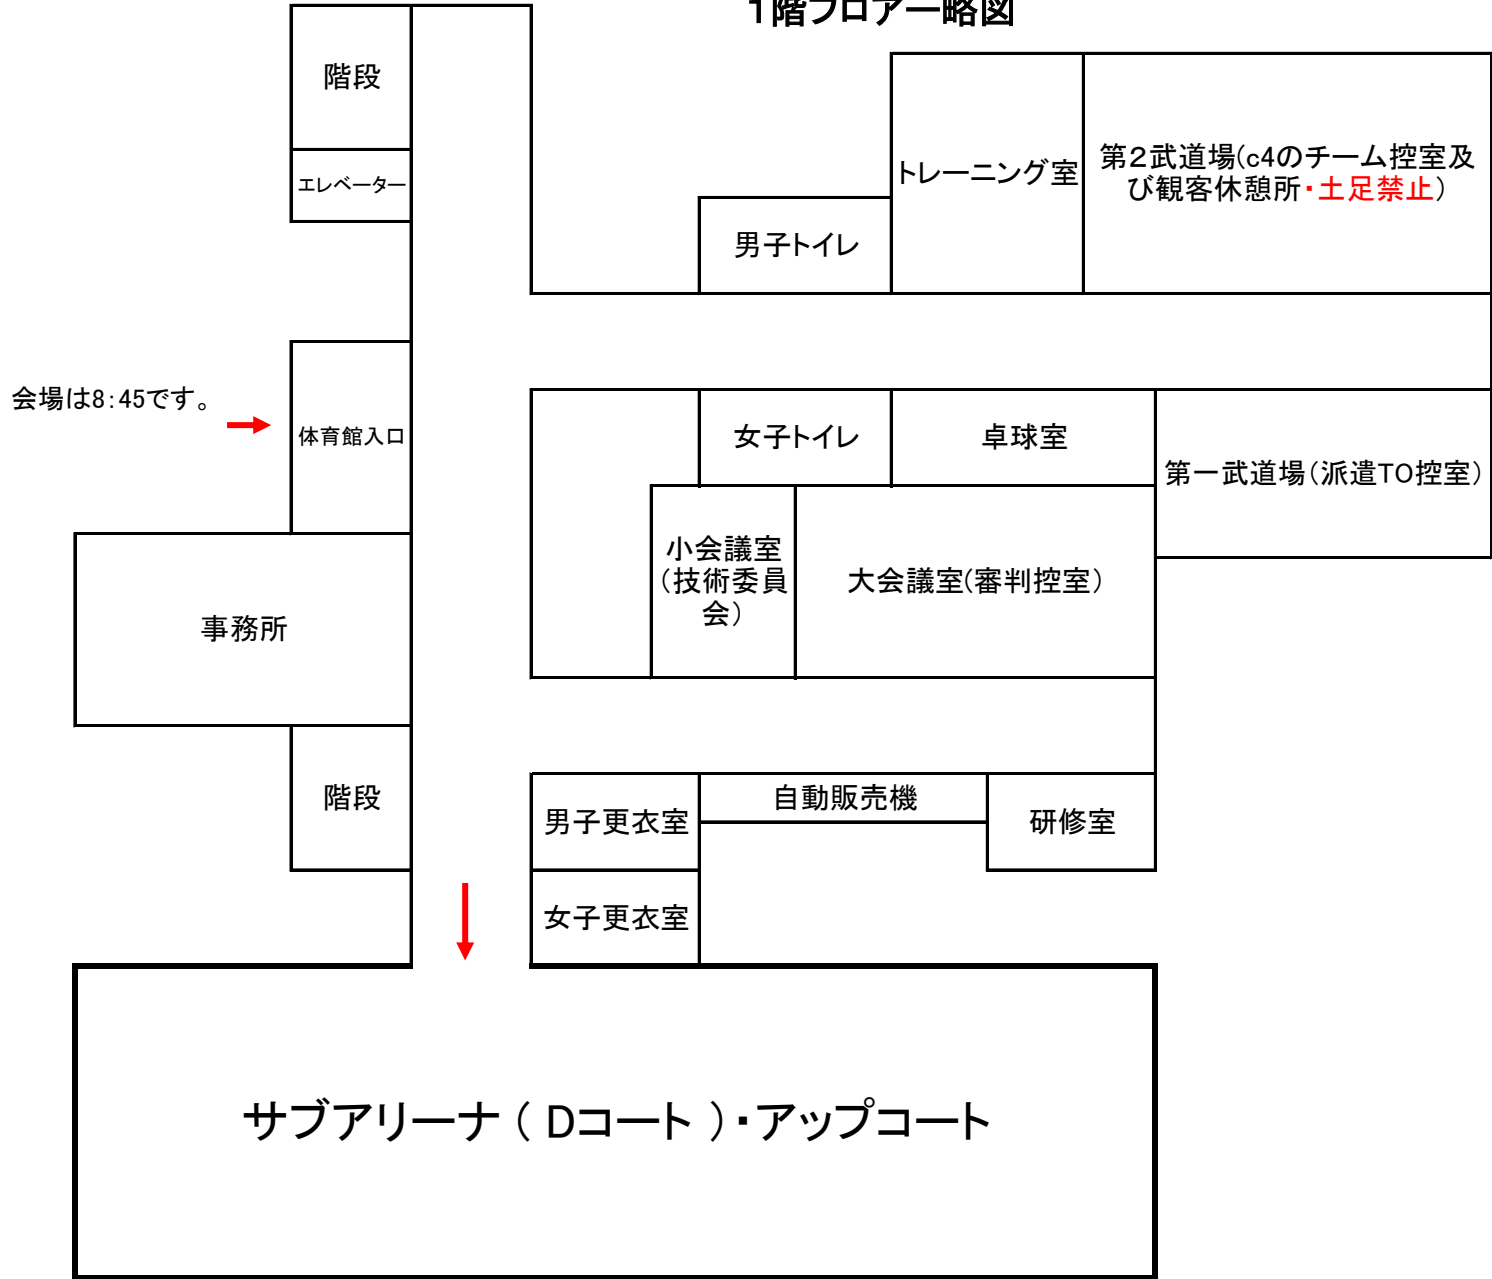 1階フロアー略図
階段
トレーニング室
第2武道場(c4のチーム控室及
び観客休憩所・土足禁止)
エレベーター
男子トイレ
会場は8:45です。
体育館入口
女子トイレ
卓球室
第一武道場(派遣TO控室)
小会議室
(技術委員
会)
大会議室(審判控室)
事務所
階段
男子更衣室
自動販売機
研修室
女子更衣室
サブアリーナ ( Dコート )・アップコート